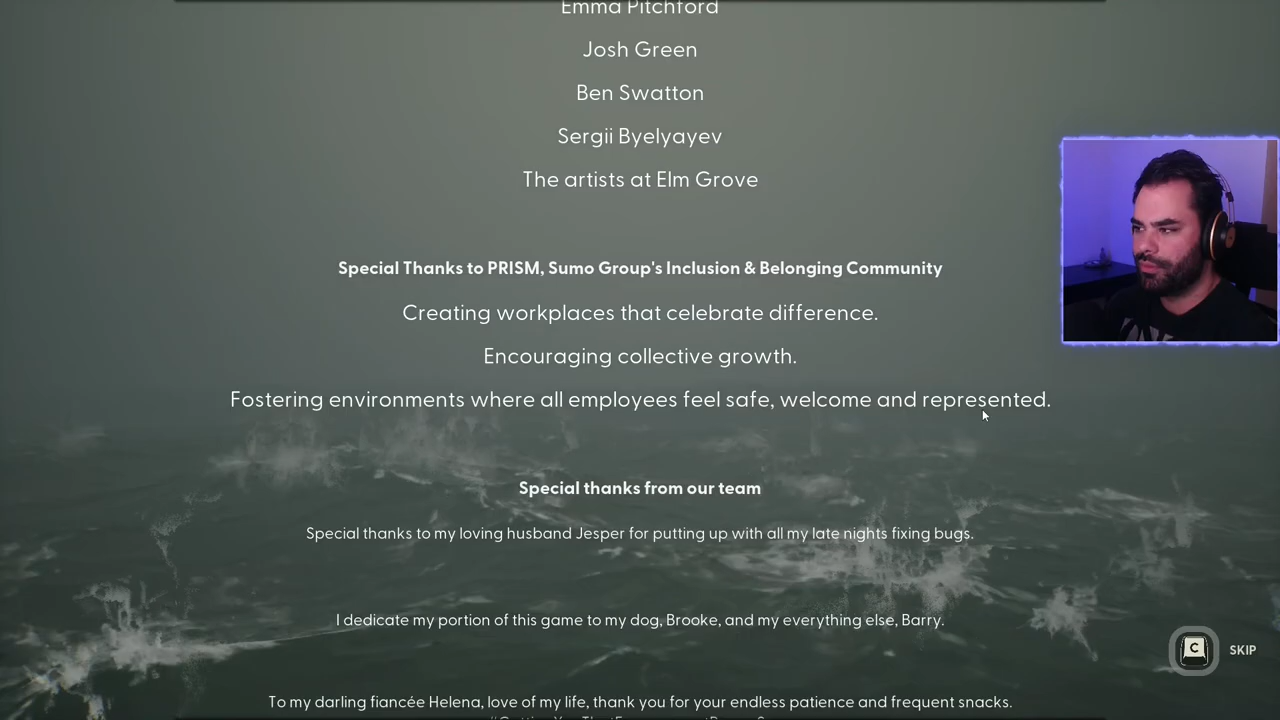 Emma Pitchford
Josh Green
Ben Swatton
Sergii Byelyayev
The artists at Elm Grove
Special Thanks to PRISM, Sumo Group's Inclusion & Belonging Community
Creating workplaces that celebrate difference.
Encouraging collective growth.
Fostering environments where all employees feel safe, welcome and represented.
Special thanks from our team
Special thanks to my loving husband Jesper for putting up with all my late nights fixing bugs.
I dedicate my portion of this game to my dog, Brooke, and my everything else, Barry.
C SKIP
To my darling fiancée Helena, love of my life, thank you for your endless patience and frequent snacks.